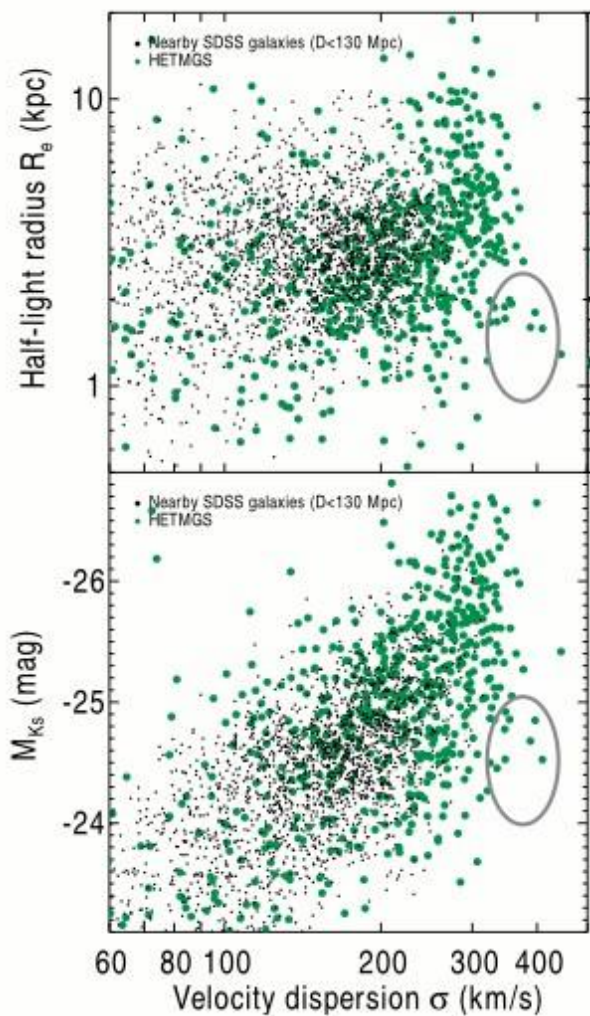 Nearby SDSS galaxies (D<130 Mpc)
HETMGS
10
1
Half-light radius Rₑ (kpc)
Nearby SDSS galaxies (D<130 Mpc)
HETMGS
-26
-25
-24
M_Ks (mag)
60 80 100 200 300 400
Velocity dispersion σ (km/s)